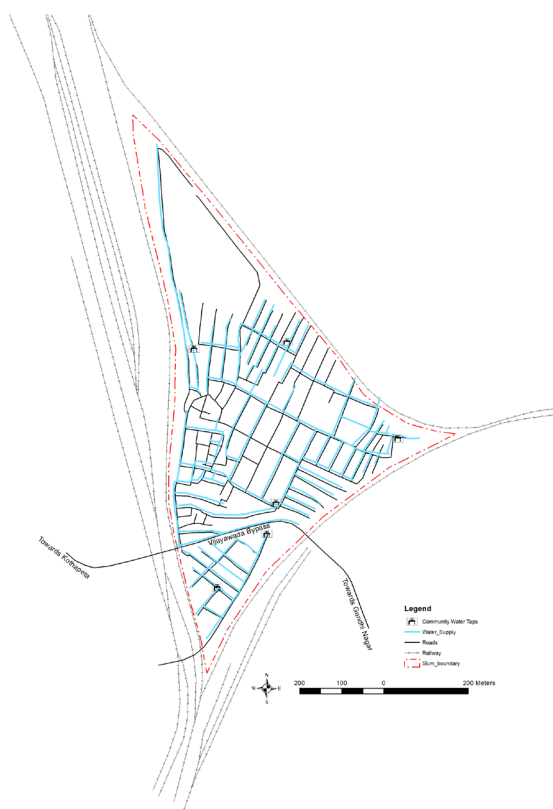 Vijayawada Bypass
Towards Kothapeta
Towards Gandhi Nagar
Legend
Community Water Taps
Water_Supply
Roads
Railway
Slum_boundary
N
W E
S
200 100 0 200 Meters